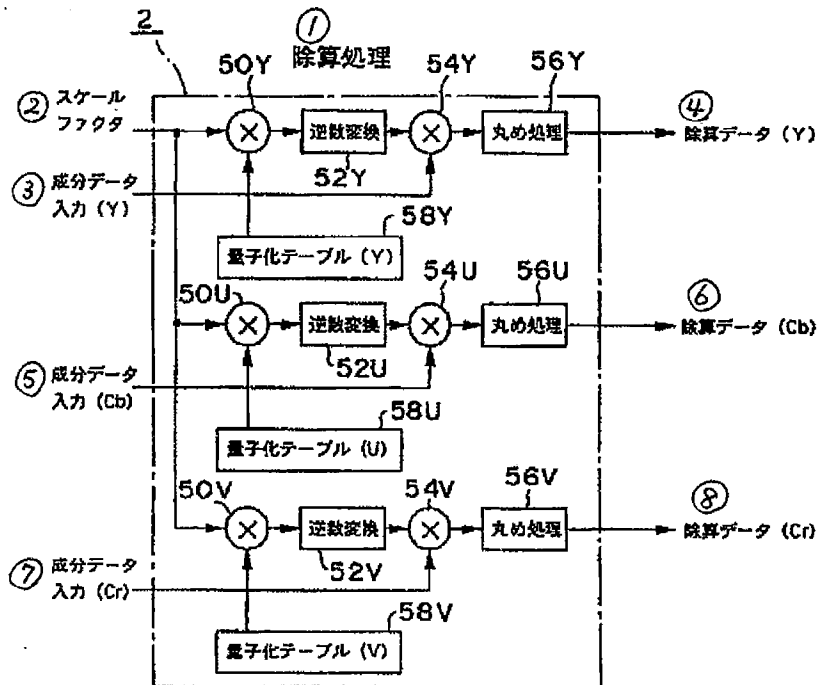 2
① 除算処理
50Y
54Y
56Y
② スケール
ファクタ
×
逆数変換
×
丸め処理
④ 除算データ (Y)
52Y
③ 成分データ
入力 (Y)
58Y
量子化テーブル (Y)
50U
54U
56U
×
逆数変換
×
丸め処理
⑥ 除算データ (Cb)
52U
⑤ 成分データ
入力 (Cb)
58U
量子化テーブル (U)
50V
54V
56V
×
逆数変換
×
丸め処理
⑧ 除算データ (Cr)
52V
⑦ 成分データ
入力 (Cr)
58V
量子化テーブル (V)